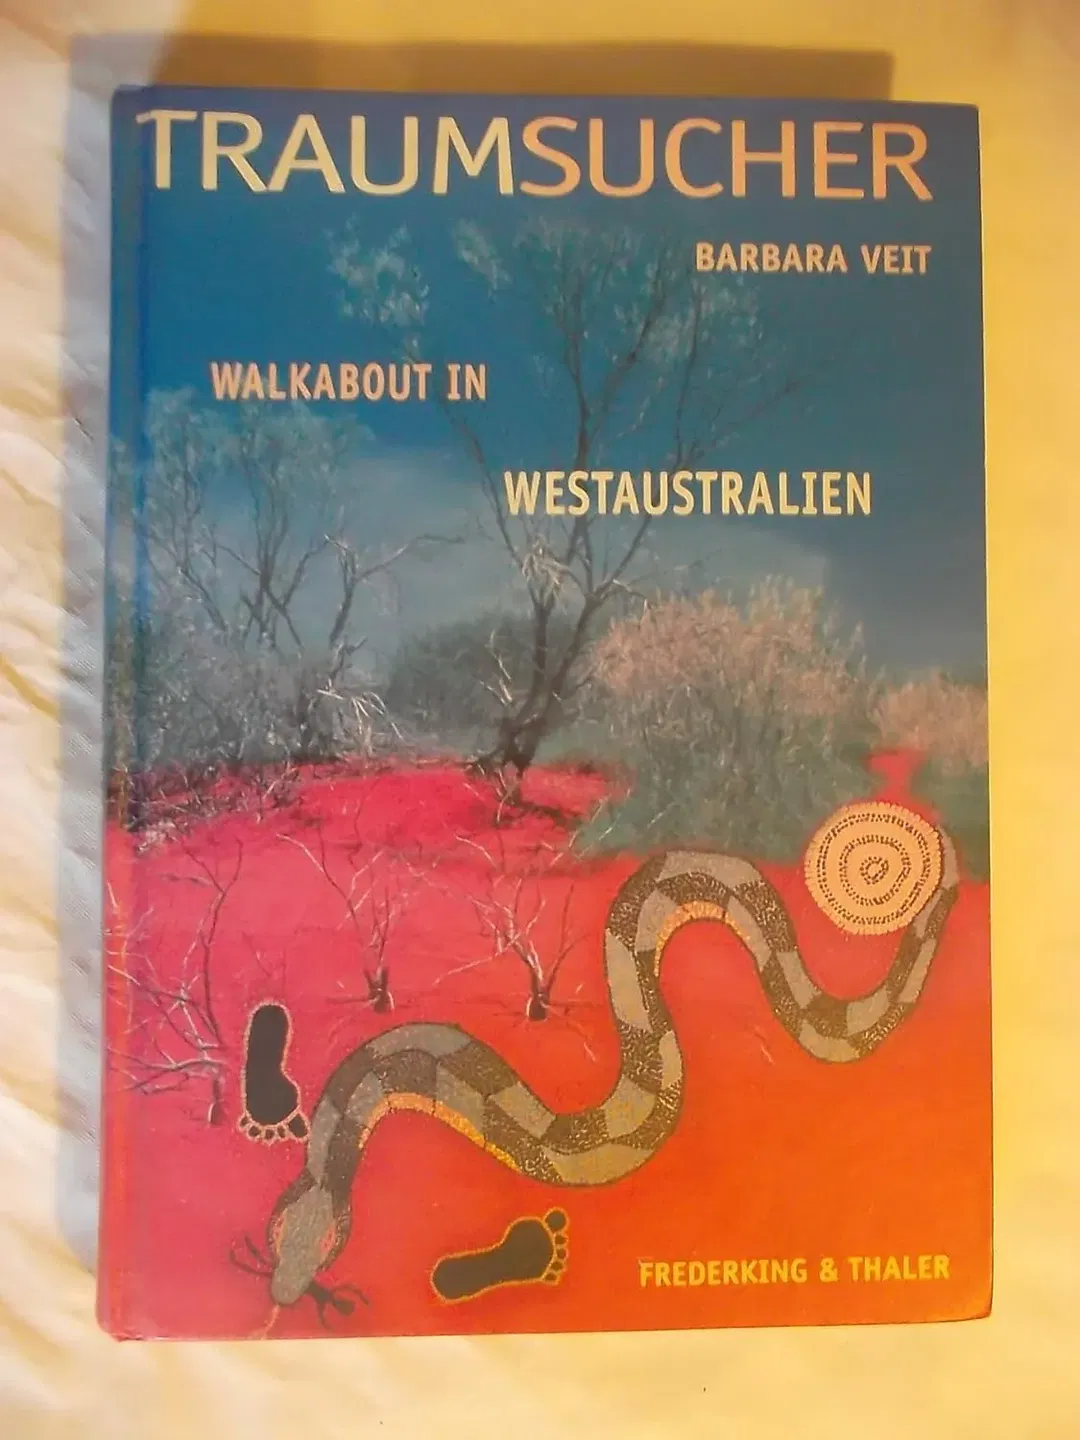 TRAUMSUCHER
BARBARA VEIT
WALKABOUT IN
WESTAUSTRALIEN
FREDERKING & THALER